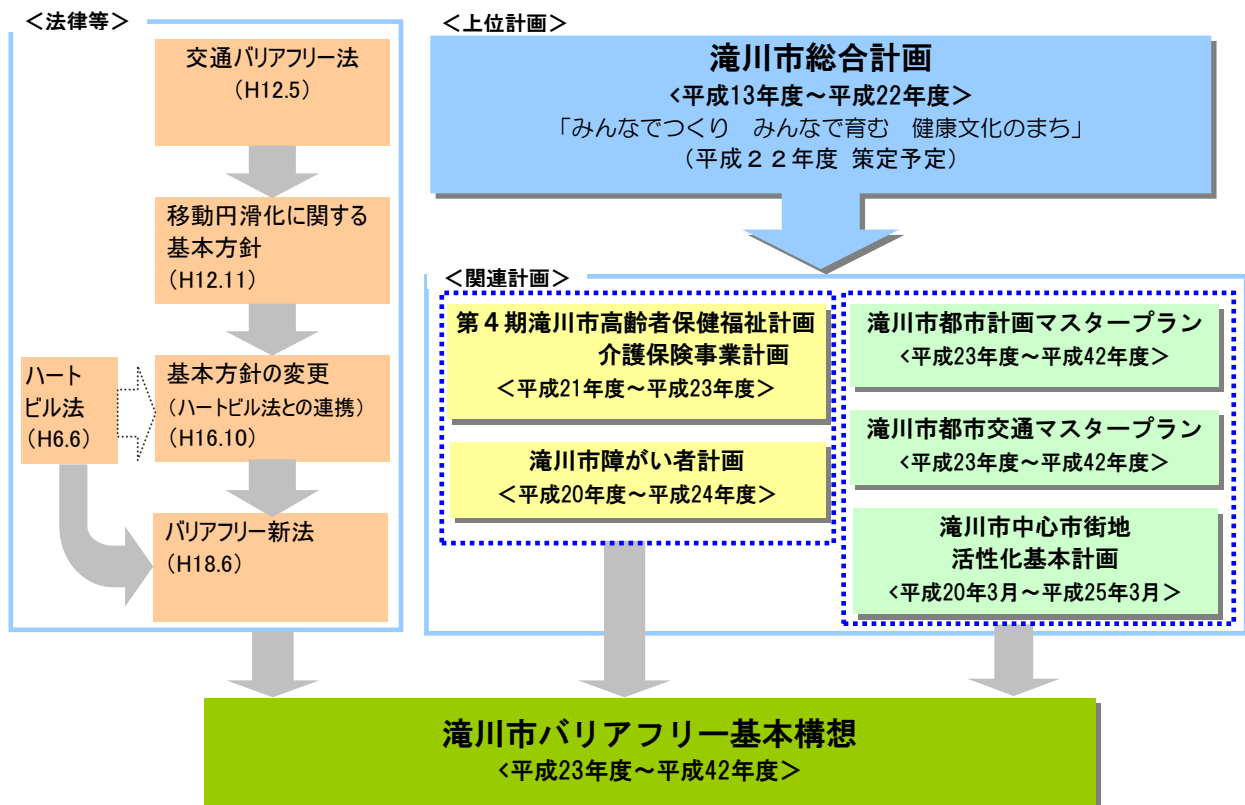 ＜法律等＞
交通バリアフリー法
（H12.5）
移動円滑化に関する
基本方針
（H12.11）
ハート
ビル法
（H6.6）
基本方針の変更
（ハートビル法との連携）
（H16.10）
バリアフリー新法
（H18.6）
＜上位計画＞
滝川市総合計画
<平成13年度～平成22年度＞
「みんなでつくり　みんなで育む　健康文化のまち」
（平成２２年度 策定予定）
＜関連計画＞
第４期滝川市高齢者保健福祉計画
介護保険事業計画
＜平成21年度～平成23年度＞
滝川市障がい者計画
＜平成20年度～平成24年度＞
滝川市都市計画マスタープラン
<平成23年度～平成42年度＞
滝川市都市交通マスタープラン
<平成23年度～平成42年度＞
滝川市中心市街地
活性化基本計画
<平成20年3月～平成25年3月＞
滝川市バリアフリー基本構想
<平成23年度～平成42年度＞